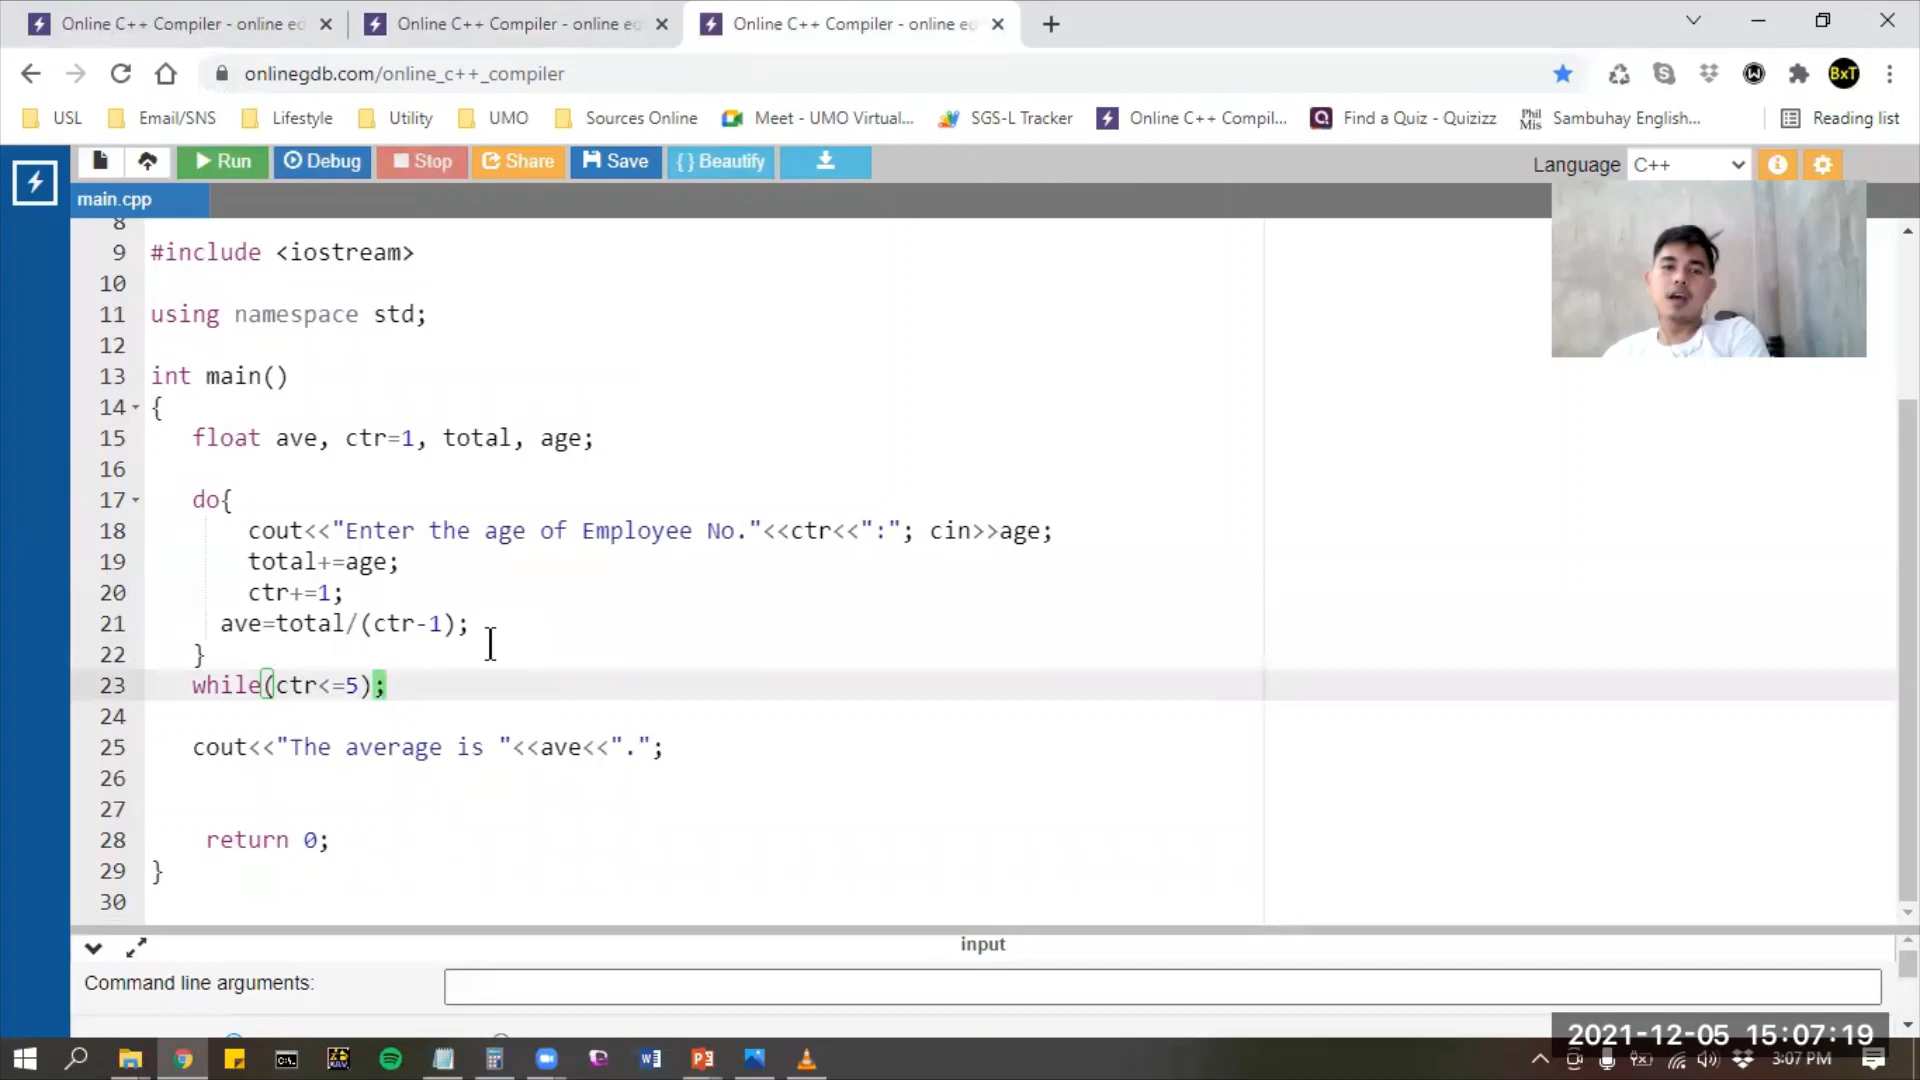 Online C++ Compiler - online ed
Online C++ Compiler - online ed
Online C++ Compiler - online ed
onlinegdb.com/online_c++_compiler
BxT
USL
Email/SNS
Lifestyle
Utility
UMO
Sources Online
Meet - UMO Virtual...
SGS-L Tracker
Online C++ Compil...
Find a Quiz - Quizizz
Phil
Mis
Sambuhay English...
Reading list
Run
Debug
Stop
Share
Save
{ } Beautify
Language
C++
main.cpp
8
9 #include <iostream>
10
11 using namespace std;
12
13 int main()
14 {
15 float ave, ctr=1, total, age;
16
17 do{
18 cout<<"Enter the age of Employee No."<<ctr<<":"; cin>>age;
19 total+=age;
20 ctr+=1;
21 ave=total/(ctr-1);
22 }
23 while(ctr<=5);
24
25 cout<<"The average is "<<ave<<".";
26
27
28 return 0;
29 }
30
input
Command line arguments:
2021-12-05 15:07:19
3:07 PM